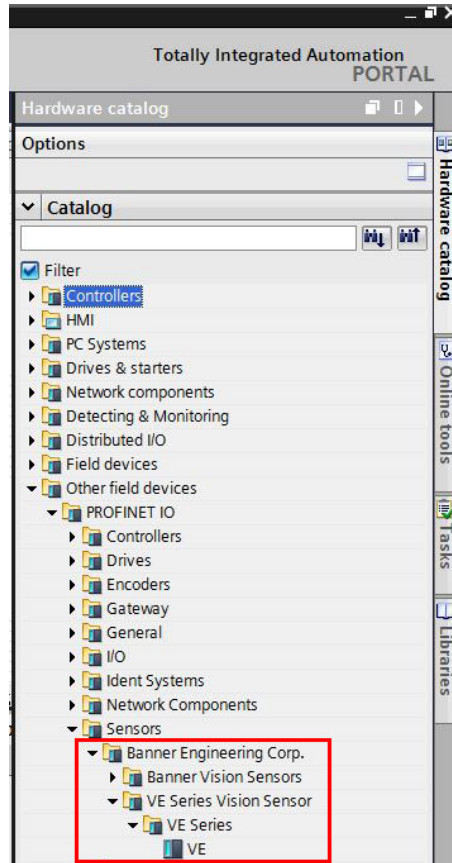 Totally Integrated Automation
PORTAL
Hardware catalog
Options
Catalog
Filter
Controllers
HMI
PC Systems
Drives & starters
Network components
Detecting & Monitoring
Distributed I/O
Field devices
Other field devices
PROFINET IO
Controllers
Drives
Encoders
Gateway
General
I/O
Ident Systems
Network Components
Sensors
Banner Engineering Corp.
Banner Vision Sensors
VE Series Vision Sensor
VE Series
VE
Hardware catalog
Online tools
Tasks
Libraries